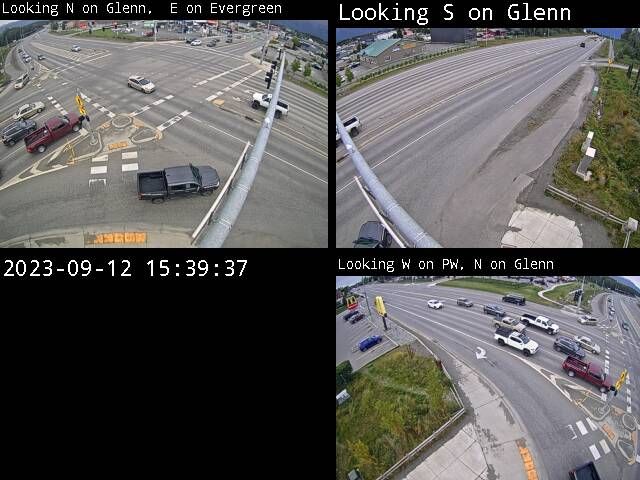 Looking N on Glenn, E on Evergreen
Looking S on Glenn
2023-09-12 15:39:37
Looking W on PW, N on Glenn